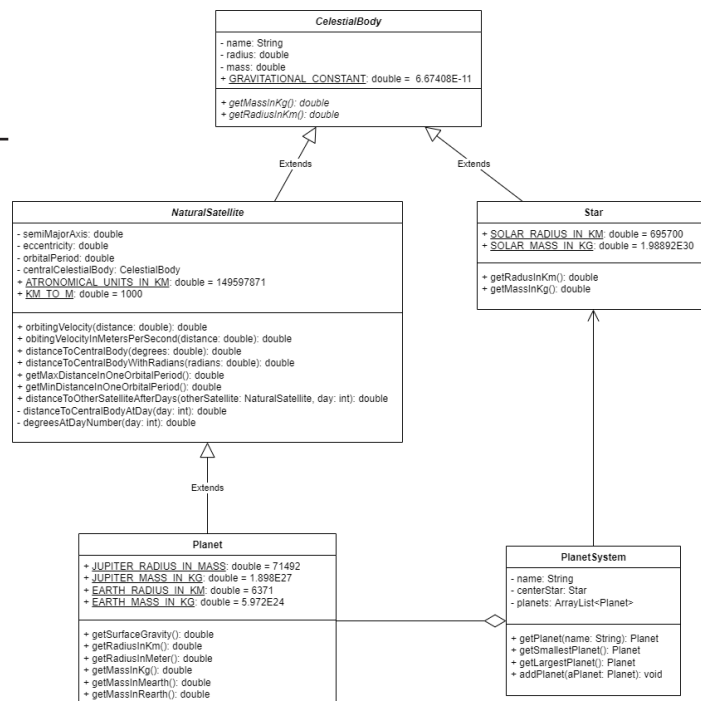 CelestialBody
- name: String
- radius: double
- mass: double
+ GRAVITATIONAL_CONSTANT: double = 6.67408E-11
+ getMassInKg(): double
+ getRadiusInKm(): double
Extends
Extends
NaturalSatellite
- semiMajorAxis: double
- eccentricity: double
- orbitalPeriod: double
- centralCelestialBody: CelestialBody
+ ATRONOMICAL_UNITS_IN_KM: double = 149597871
+ KM_TO_M: double = 1000
+ orbitingVelocity(distance: double): double
+ obitingVelocityInMetersPerSecond(distance: double): double
+ distanceToCentralBody(degrees: double): double
+ distanceToCentralBodyWithRadians(radians: double): double
+ getMaxDistanceInOneOrbitalPeriod(): double
+ getMinDistanceInOneOrbitalPeriod(): double
+ distanceToOtherSatelliteAfterDays(otherSatellite: NaturalSatellite, day: int): double
- distanceToCentralBodyAtDay(day: int): double
- degreesAtDayNumber(day: int): double
Star
+ SOLAR_RADIUS_IN_KM: double = 695700
+ SOLAR_MASS_IN_KG: double = 1.98892E30
+ getRadusInKm(): double
+ getMassInKg(): double
Extends
Planet
+ JUPITER_RADIUS_IN_MASS: double = 71492
+ JUPITER_MASS_IN_KG: double = 1.898E27
+ EARTH_RADIUS_IN_KM: double = 6371
+ EARTH_MASS_IN_KG: double = 5.972E24
+ getSurfaceGravity(): double
+ getRadiusInKm(): double
+ getRadiusInMeter(): double
+ getMassInKg(): double
+ getMassInMearth(): double
+ getMassInRearth(): double
PlanetSystem
- name: String
- centerStar: Star
- planets: ArrayList<Planet>
+ getPlanet(name: String): Planet
+ getSmallestPlanet(): Planet
+ getLargestPlanet(): Planet
+ addPlanet(aPlanet: Planet): void